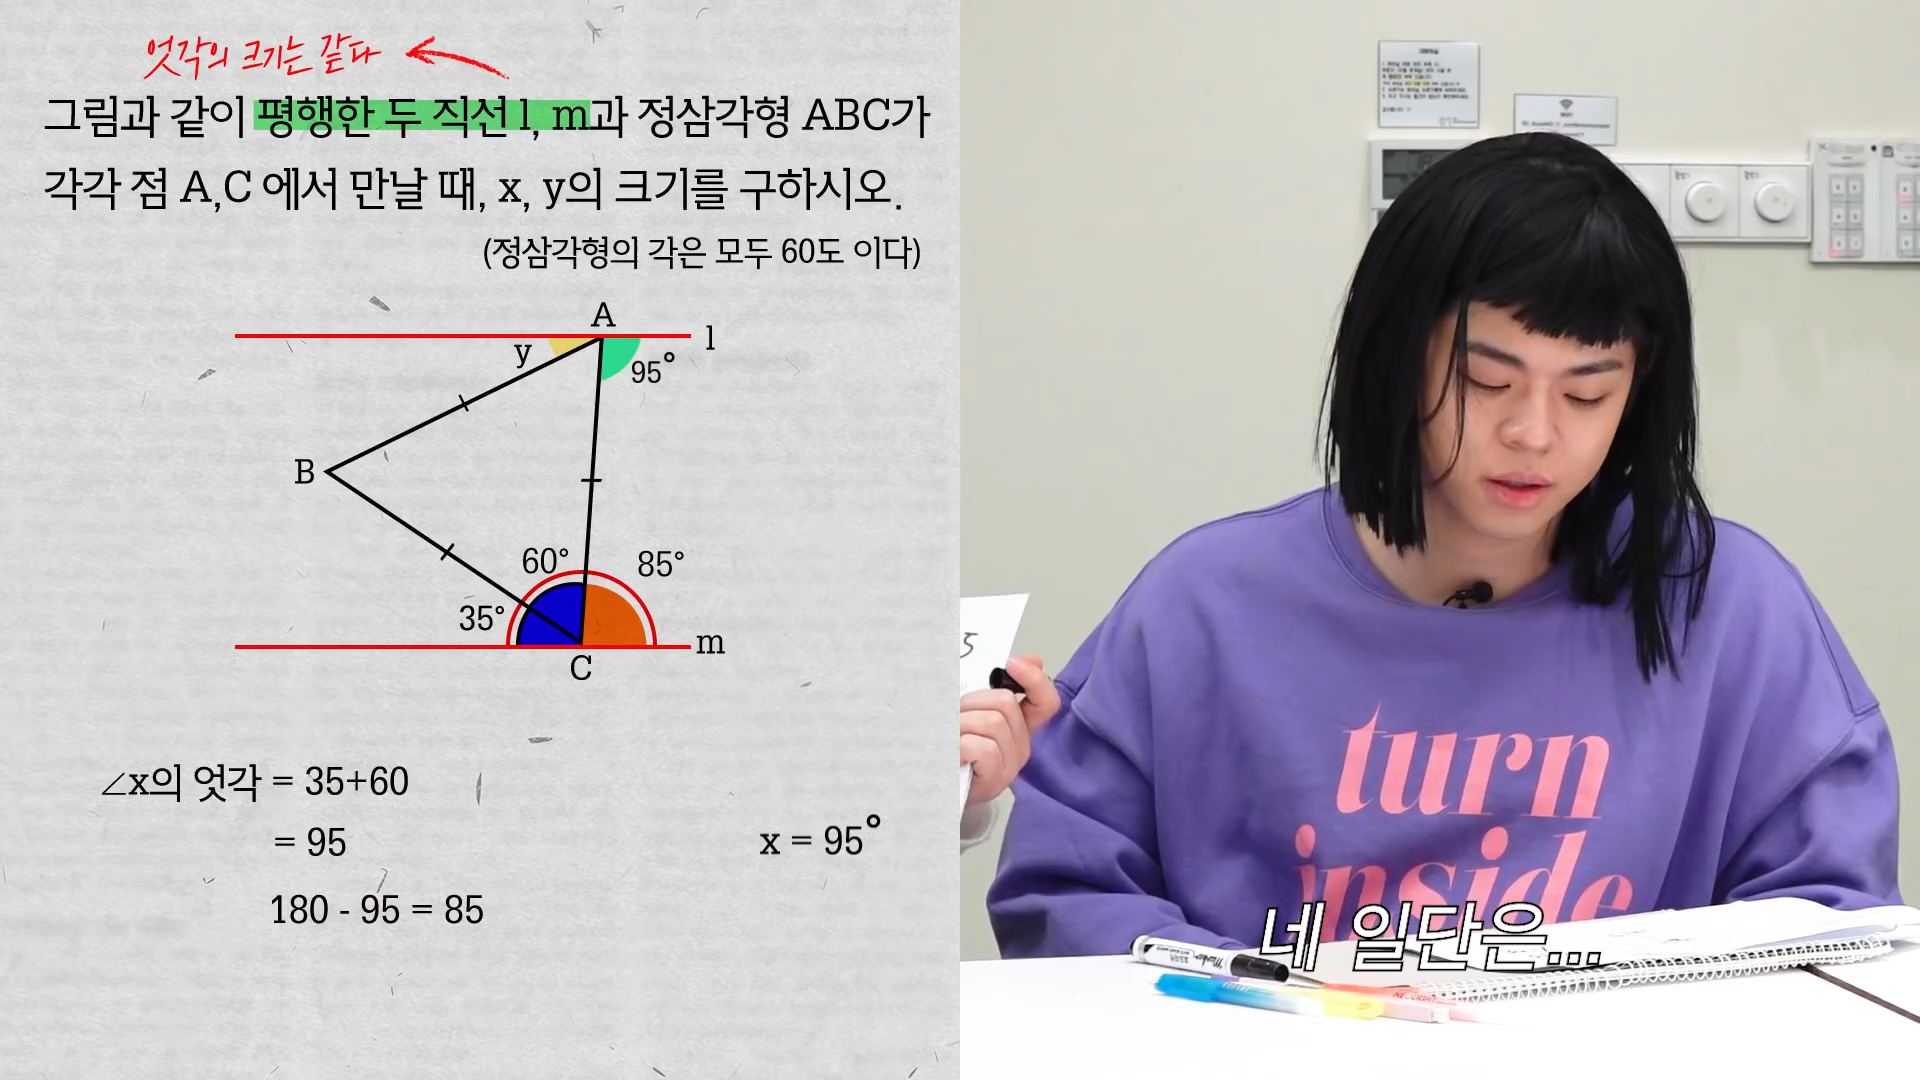 엇각의 크기는 같다
그림과 같이 평행한 두 직선 l, m과 정삼각형 ABC가
각각 점 A,C 에서 만날 때, x, y의 크기를 구하시오.
(정삼각형의 각은 모두 60도 이다)
A
l
y
95°
B
60°
85°
35°
m
C
∠x의 엇각 = 35+60
= 95
x = 95°
180 - 95 = 85
5
WiFi
turn
inside
네 일단은...
Marker